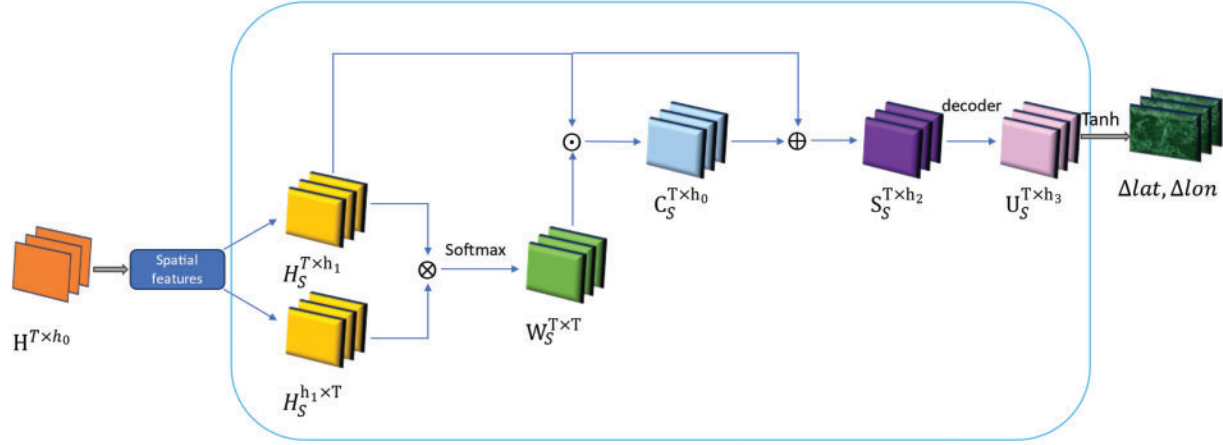 H^{T×h_0}
Spatial
features
H_S^{T×h_1}
H_S^{h_1×T}
⊗
Softmax
W_S^{T×T}
⊙
C_S^{T×h_0}
⊕
S_S^{T×h_2}
decoder
U_S^{T×h_3}
Tanh
Δlat, Δlon